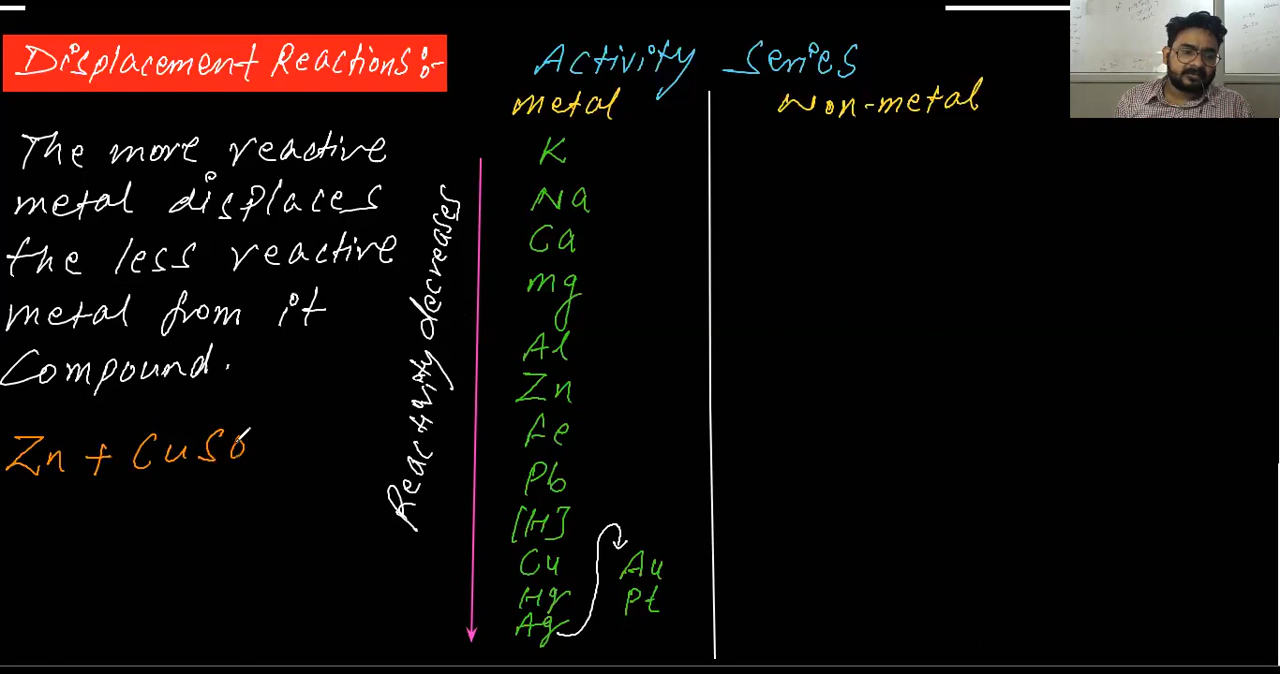 Displacement Reactions:-
The more reactive
metal displaces
the less reactive
metal from it
Compound.
Zn + CuSO
Reactivity decreases
Activity Series
metal
Non-metal
K
Na
Ca
mg
Al
Zn
Fe
Pb
[H]
Cu
Hg
Ag
Au
Pt